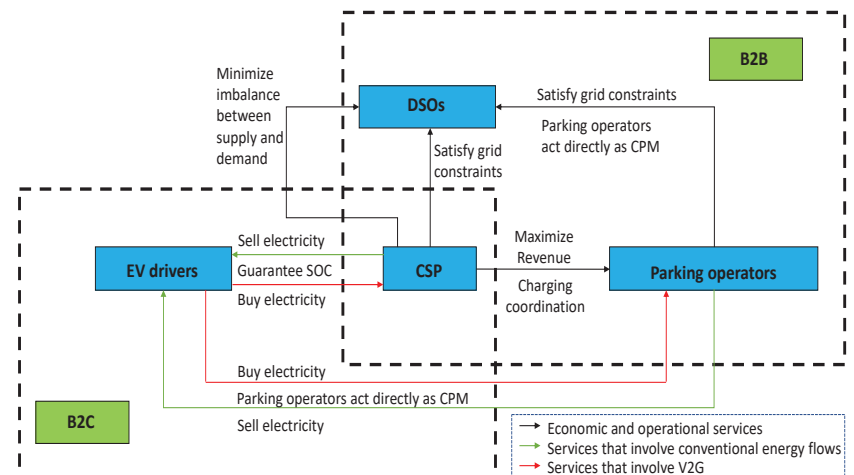 B2B
Minimize
imbalance
between
supply and
demand
DSOs
Satisfy grid constraints
Parking operators
act directly as CPM
Satisfy grid
constraints
Sell electricity
EV drivers
Guarantee SOC
Buy electricity
CSP
Maximize
Revenue
Charging
coordination
Parking operators
Buy electricity
Parking operators act directly as CPM
Sell electricity
B2C
Economic and operational services
Services that involve conventional energy flows
Services that involve V2G